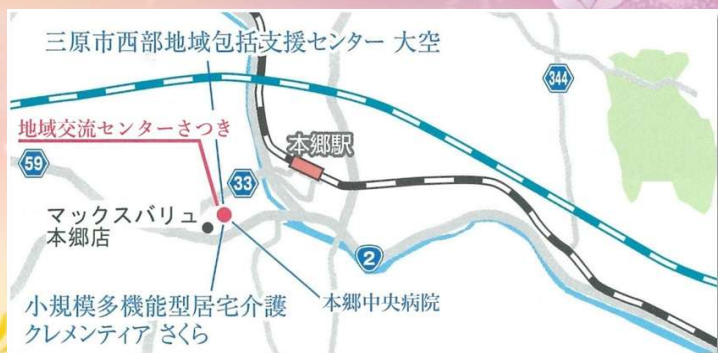 三原市西部地域包括支援センター 大空
344
地域交流センターさつき
本郷駅
59
33
マックスバリュ
本郷店
2
小規模多機能型居宅介護
クレメンティア さくら
本郷中央病院